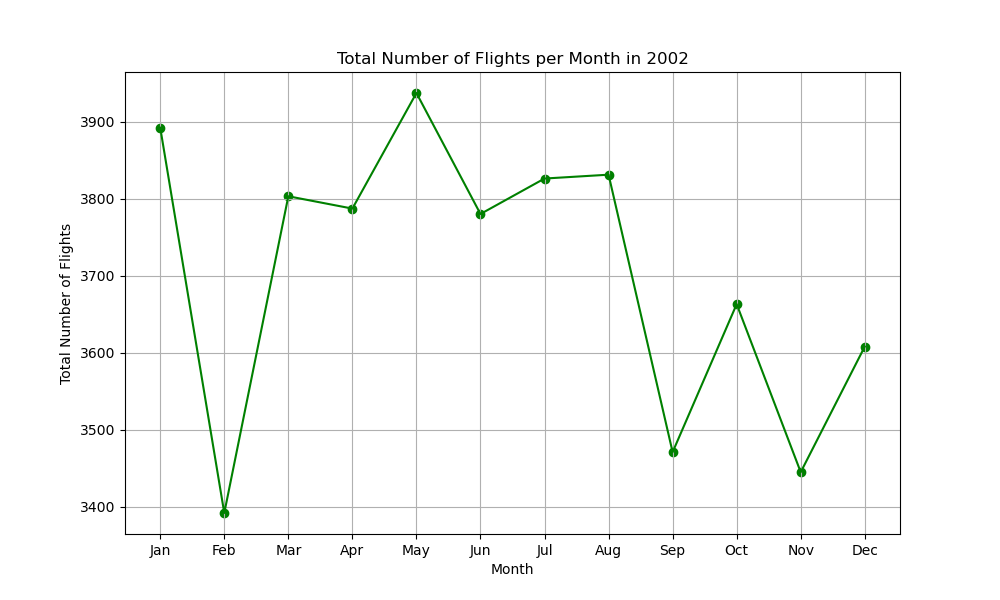 Total Number of Flights per Month in 2002
Total Number of Flights
3900
3800
3700
3600
3500
3400
Jan Feb Mar Apr May Jun Jul Aug Sep Oct Nov Dec
Month